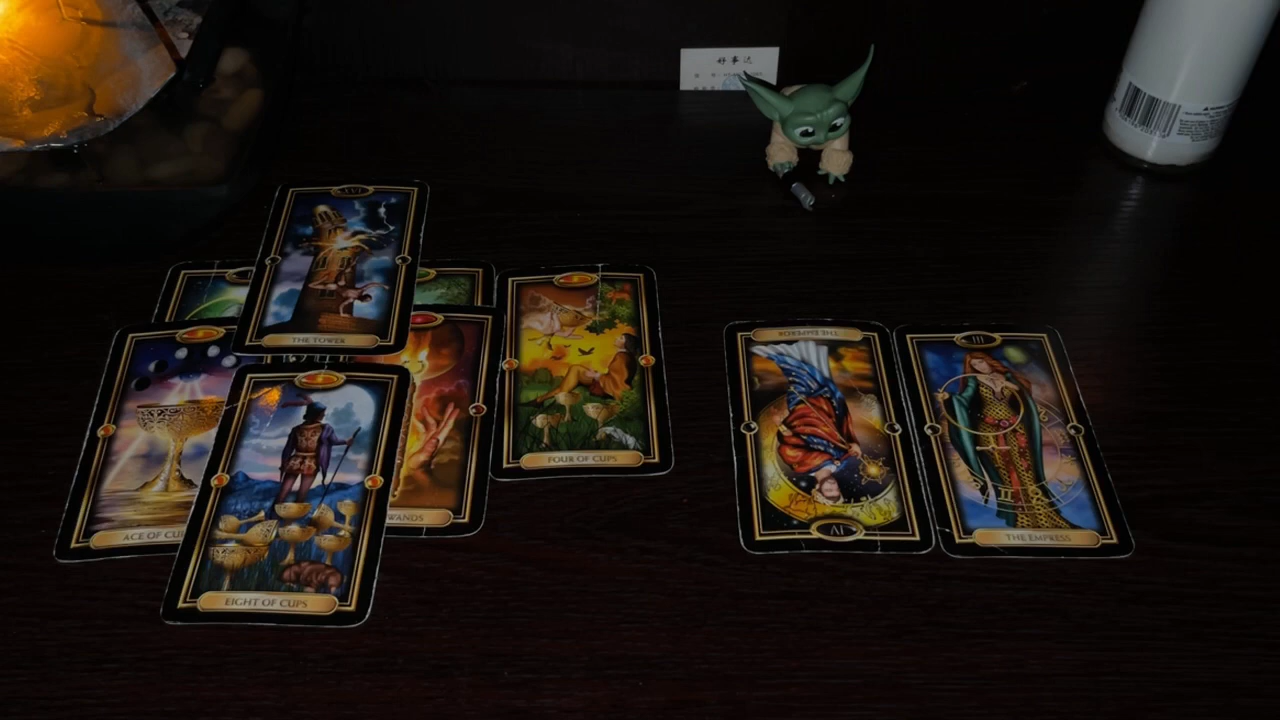 好事达
XVI
THE TOWER
THE EMPEROR
III
FOUR OF CUPS
WANDS
ACE OF CU
IV
THE EMPRESS
EIGHT OF CUPS